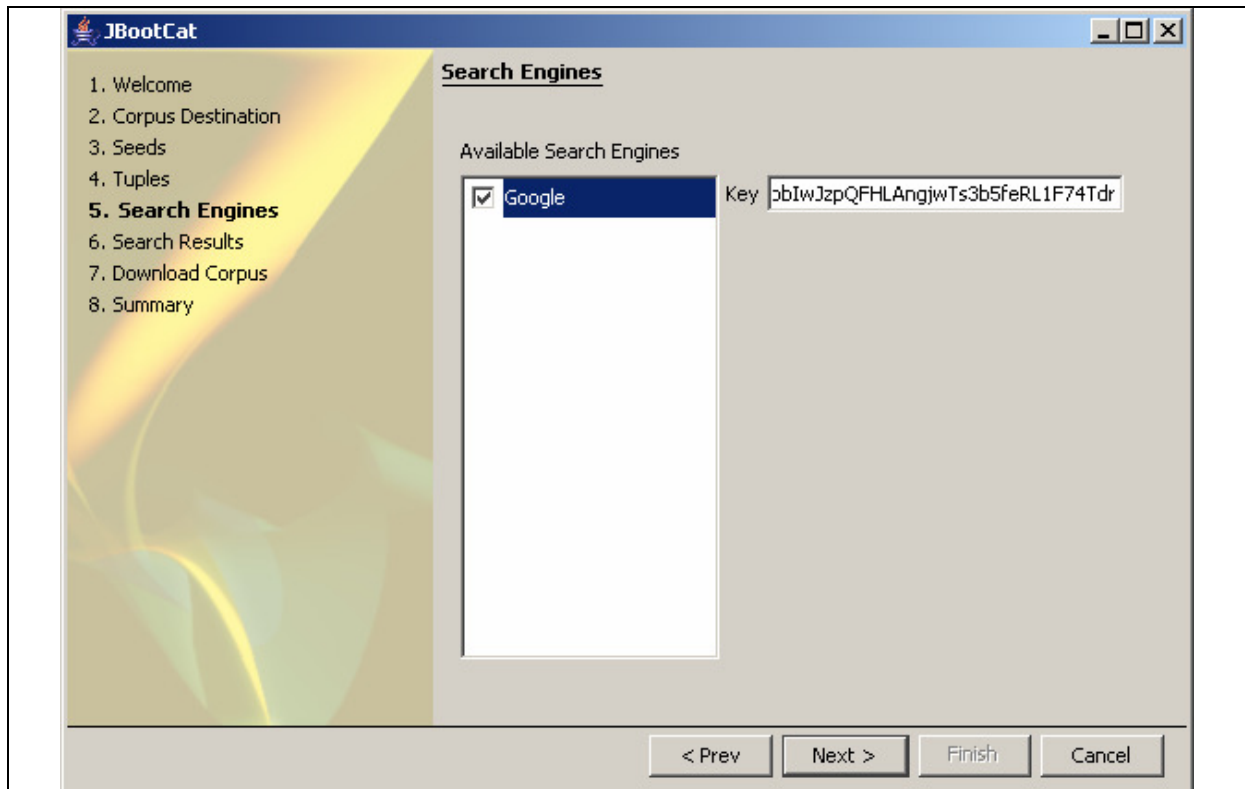 JBootCat
1. Welcome
2. Corpus Destination
3. Seeds
4. Tuples
5. Search Engines
6. Search Results
7. Download Corpus
8. Summary
Search Engines
Available Search Engines
Google
Key bbIwJzpQFHLAngjwTs3b5feRL1F74Tdr
< Prev
Next >
Finish
Cancel